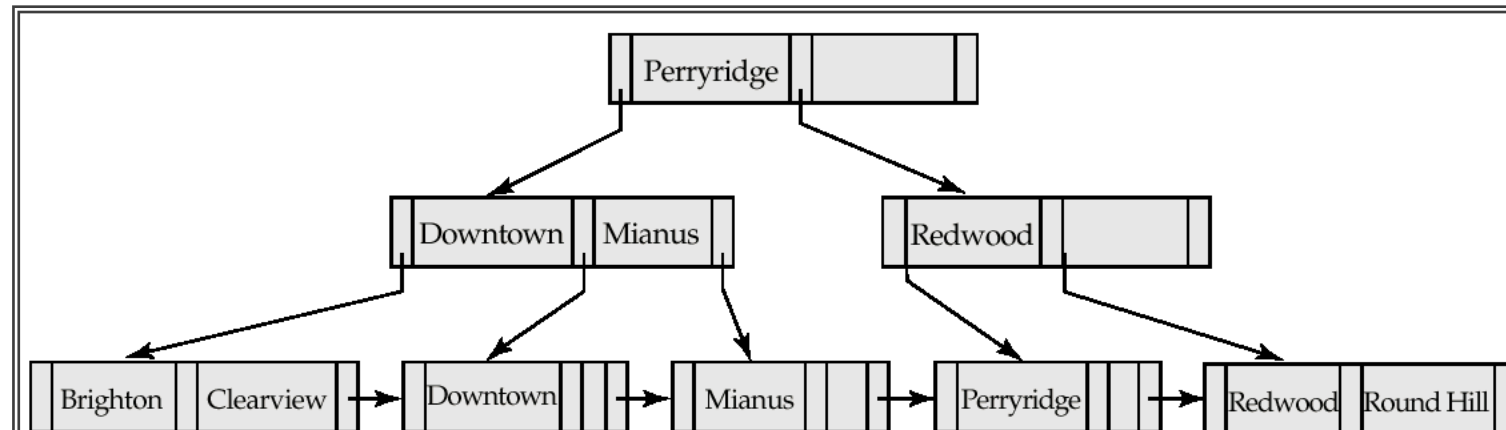 Perryridge
Downtown Mianus Redwood
Brighton Clearview Downtown Mianus Perryridge Redwood Round Hill